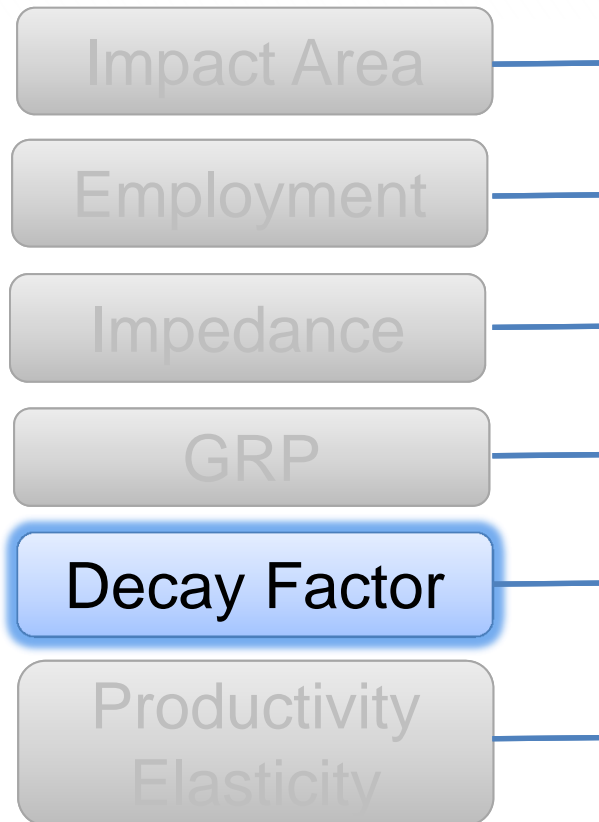 Impact Area
Employment
Impedance
GRP
Decay Factor
Productivity
Elasticity